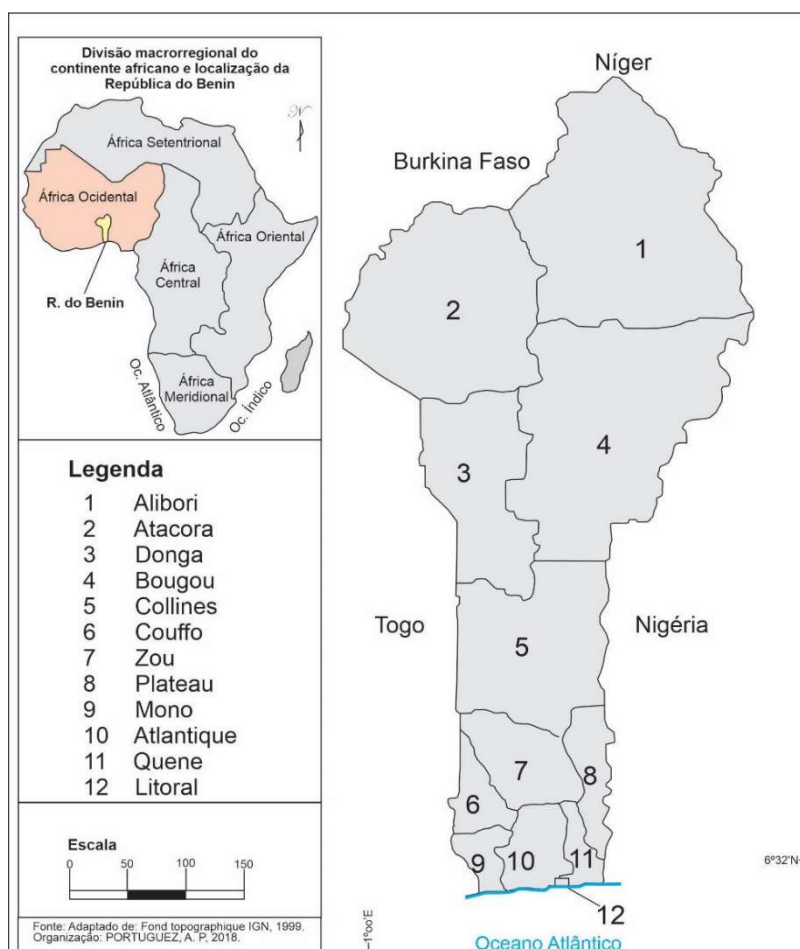 Divisão macrorregional do
continente africano e localização da
República do Benin
N
África Setentrional
África Ocidental
África Oriental
África
Central
R. do Benin
África
Meridional
Oc. Atlântico
Oc. Índico
Legenda
1 Alibori
2 Atacora
3 Donga
4 Bougou
5 Collines
6 Couffo
7 Zou
8 Plateau
9 Mono
10 Atlantique
11 Quene
12 Litoral
Escala
0 50 100 150
Fonte: Adaptado de: Fond topographique IGN, 1999.
Organização: PORTUGUEZ, A. P, 2018.
Níger
Burkina Faso
1
2
3
4
Togo
Nigéria
5
6
7
8
9
10
11
12
6º32'N
1ºoo'E
Oceano Atlântico